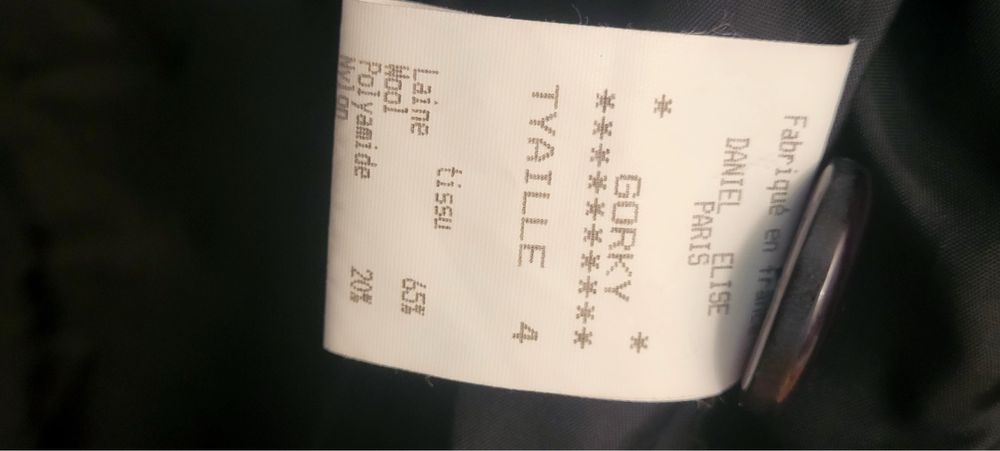 Fabriqué en
DANIEL ELISE
PARIS
* GORKY *
**********
TYAILLE 4
tissu
Laine 65%
Wool
Polyamide 20%
Nylon